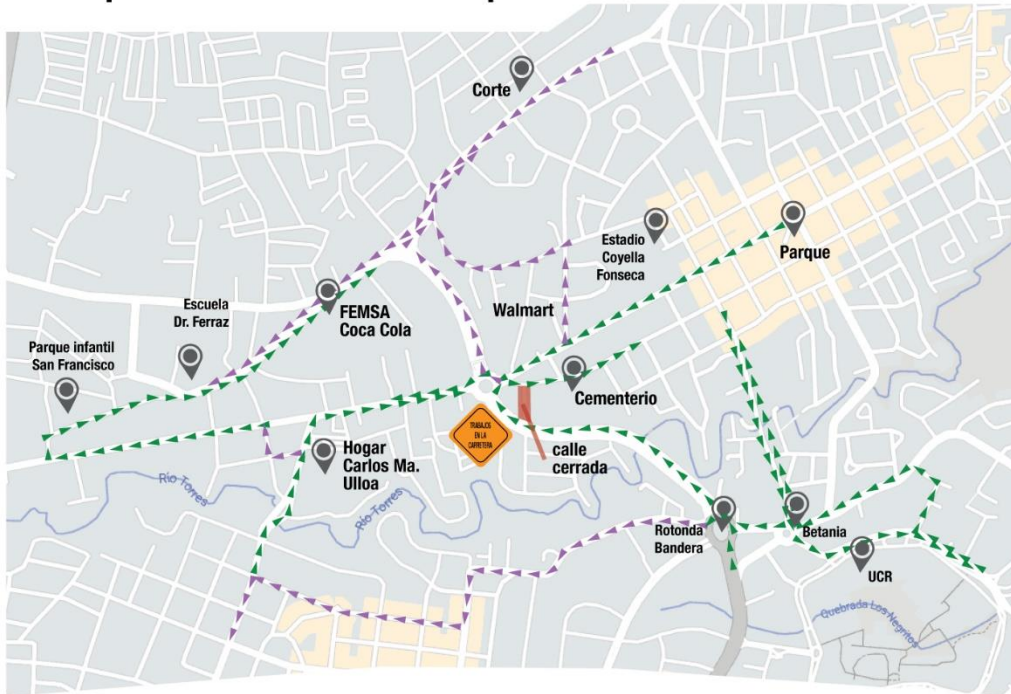 Corte
Estadio
Coyella
Fonseca
Parque
Walmart
FEMSA
Coca Cola
Escuela
Dr. Ferraz
Parque infantil
San Francisco
Cementerio
TRABAJOS
EN LA
CARRETERA
calle
cerrada
Hogar
Carlos Ma.
Ulloa
Río Torres
Río Torres
Rotonda
Bandera
Betania
UCR
Quebrada Los Negritos